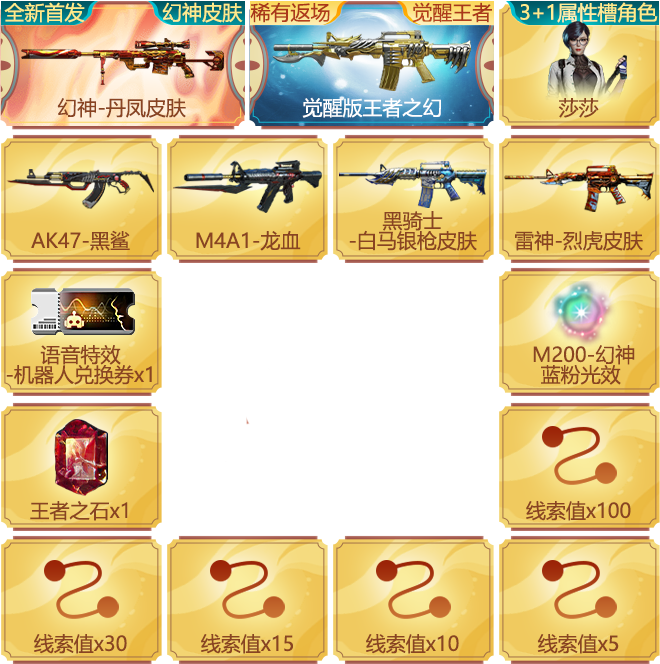 全新首发 幻神皮肤
幻神-丹凤皮肤
稀有返场 觉醒王者
觉醒版王者之幻
3+1属性槽角色
莎莎
AK47-黑鲨
M4A1-龙血
黑骑士
-白马银枪皮肤
雷神-烈虎皮肤
语音特效
-机器人兑换券x1
M200-幻神
蓝粉光效
王者之石x1
线索值x100
线索值x30
线索值x15
线索值x10
线索值x5